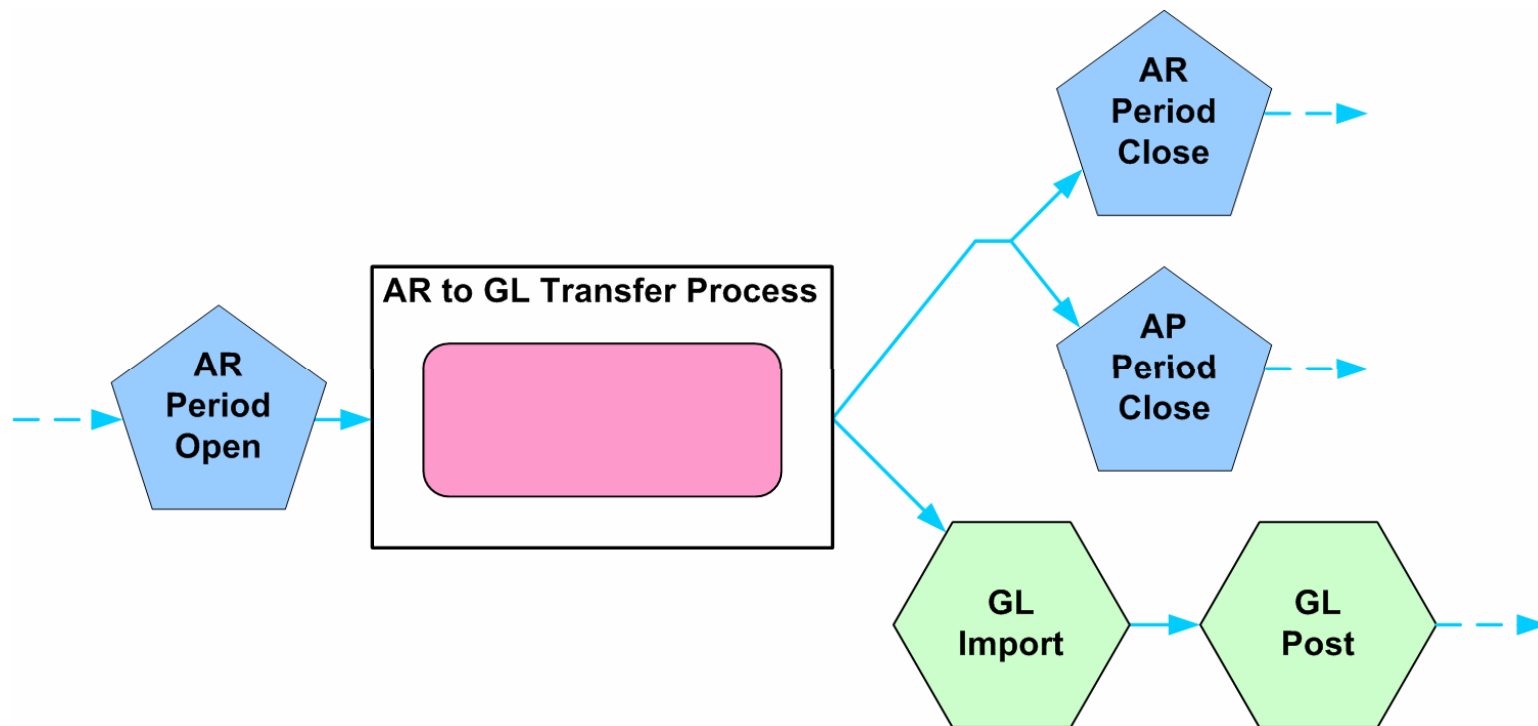 AR
Period
Open
AR to GL Transfer Process
AR
Period
Close
AP
Period
Close
GL
Import
GL
Post